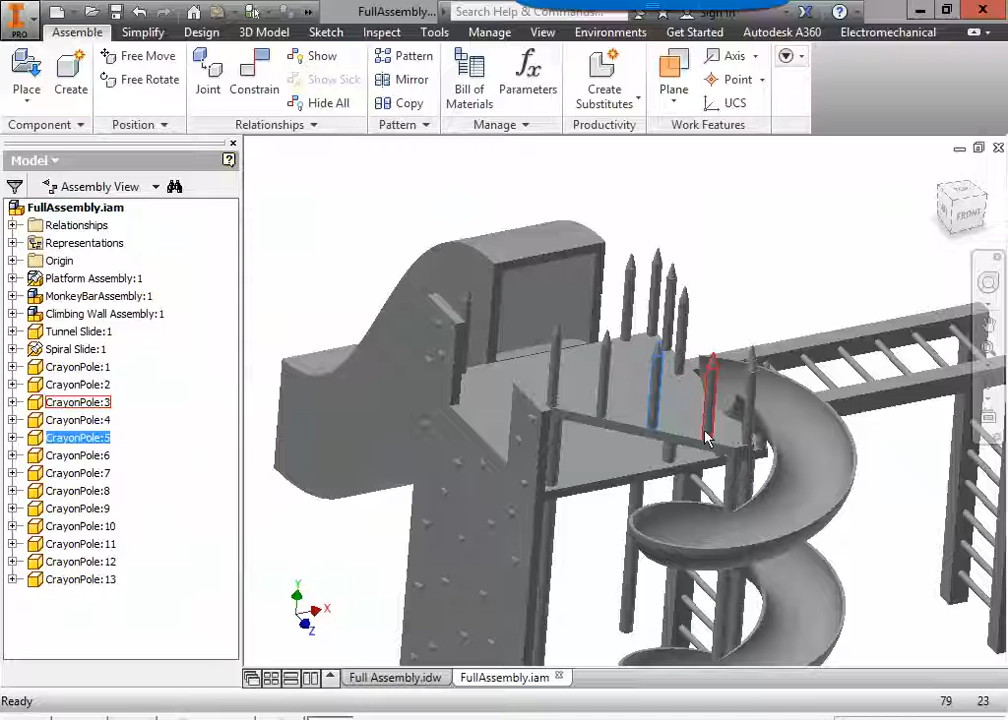 FullAssembly...
Search Help & Commands...
Sign In
PRO
Assemble
Simplify
Design
3D Model
Sketch
Inspect
Tools
Manage
View
Environments
Get Started
Autodesk A360
Electromechanical
Place
Create
Free Move
Free Rotate
Joint
Constrain
Show
Show Sick
Hide All
Pattern
Mirror
Copy
Bill of
Materials
fx
Parameters
Create
Substitutes
Plane
Axis
Point
UCS
Component
Position
Relationships
Pattern
Manage
Productivity
Work Features
Model
Assembly View
FullAssembly.iam
Relationships
Representations
Origin
Platform Assembly:1
MonkeyBarAssembly:1
Climbing Wall Assembly:1
Tunnel Slide:1
Spiral Slide:1
CrayonPole:1
CrayonPole:2
CrayonPole:3
CrayonPole:4
CrayonPole:5
CrayonPole:6
CrayonPole:7
CrayonPole:8
CrayonPole:9
CrayonPole:10
CrayonPole:11
CrayonPole:12
CrayonPole:13
TOP
FRONT
Y
X
Z
Full Assembly.idw
FullAssembly.iam
Ready
79
23